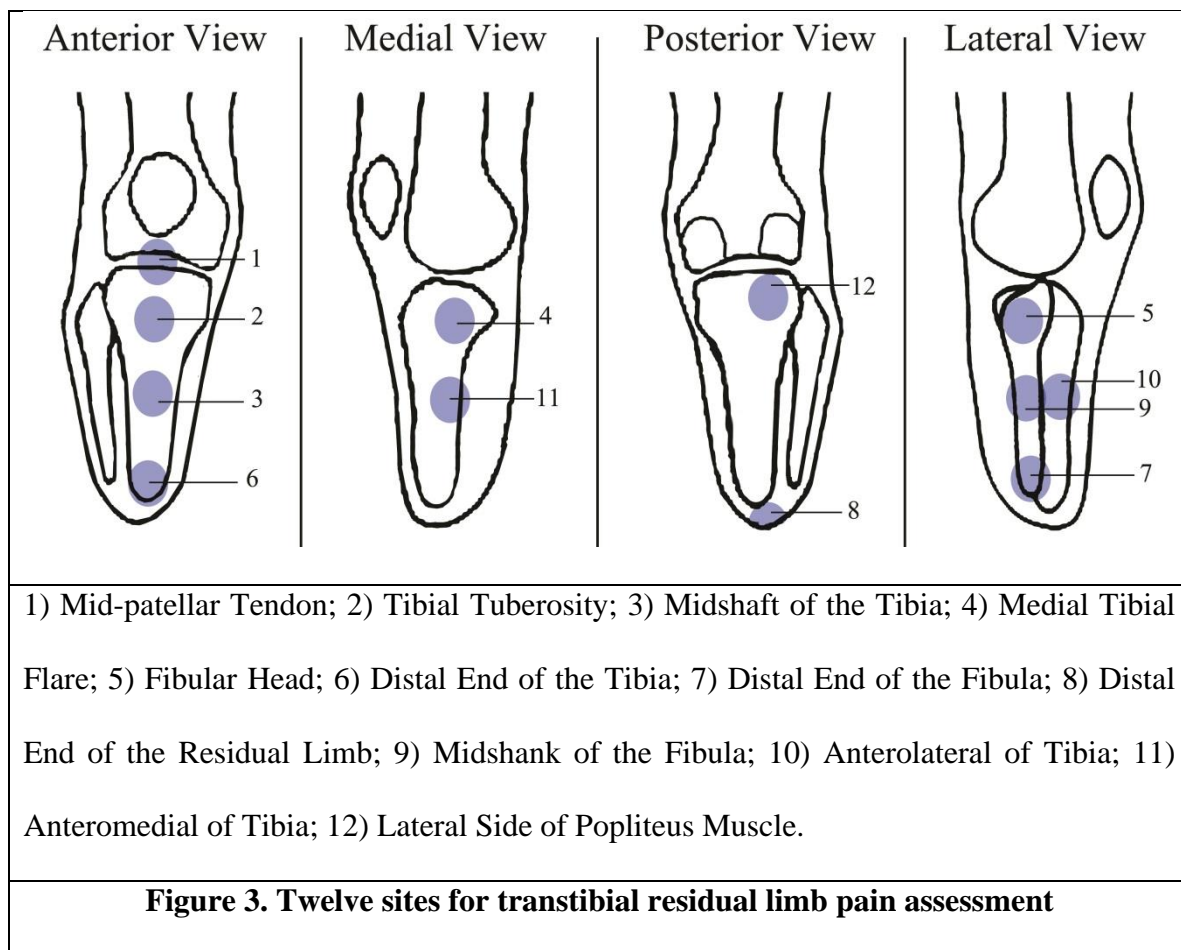 Anterior View
Medial View
Posterior View
Lateral View
1
2
3
6
4
11
12
8
5
10
9
7
1) Mid-patellar Tendon; 2) Tibial Tuberosity; 3) Midshaft of the Tibia; 4) Medial Tibial
Flare; 5) Fibular Head; 6) Distal End of the Tibia; 7) Distal End of the Fibula; 8) Distal
End of the Residual Limb; 9) Midshank of the Fibula; 10) Anterolateral of Tibia; 11)
Anteromedial of Tibia; 12) Lateral Side of Popliteus Muscle.
Figure 3. Twelve sites for transtibial residual limb pain assessment